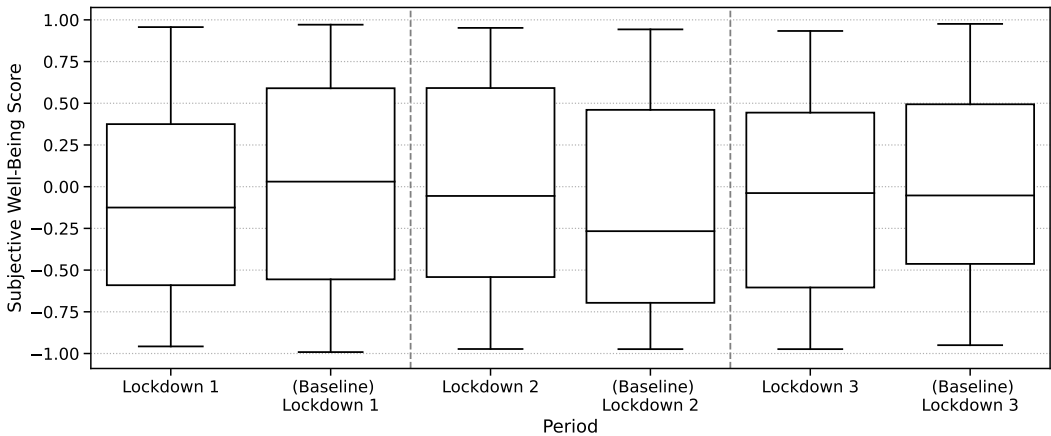 Subjective Well-Being Score
1.00
0.75
0.50
0.25
0.00
−0.25
−0.50
−0.75
−1.00
Lockdown 1
(Baseline)
Lockdown 1
Lockdown 2
(Baseline)
Lockdown 2
Lockdown 3
(Baseline)
Lockdown 3
Period